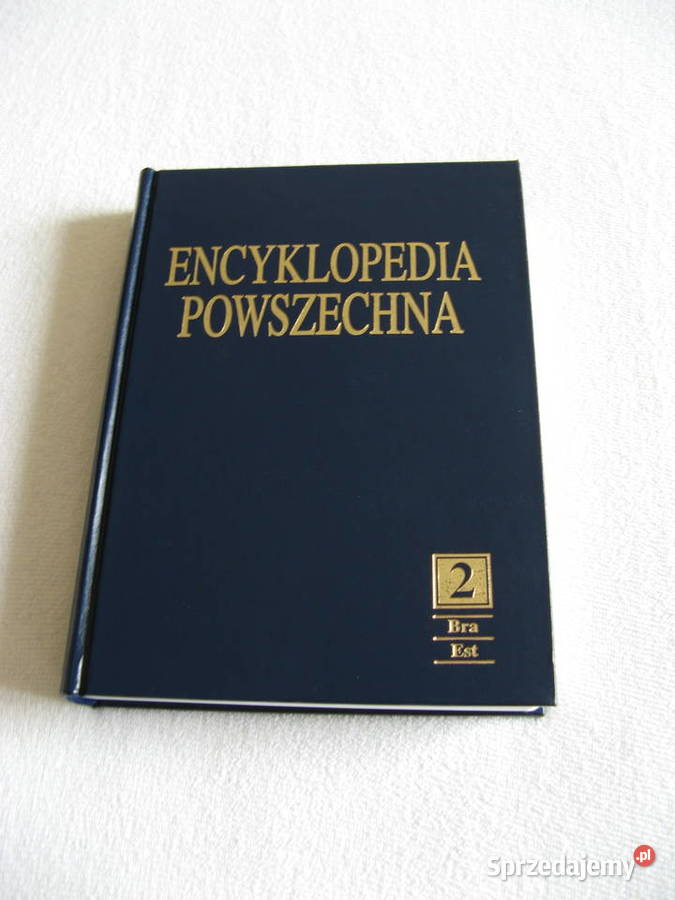 ENCYKLOPEDIA
POWSZECHNA
2
Bra
Est
Sprzedajemy.pl